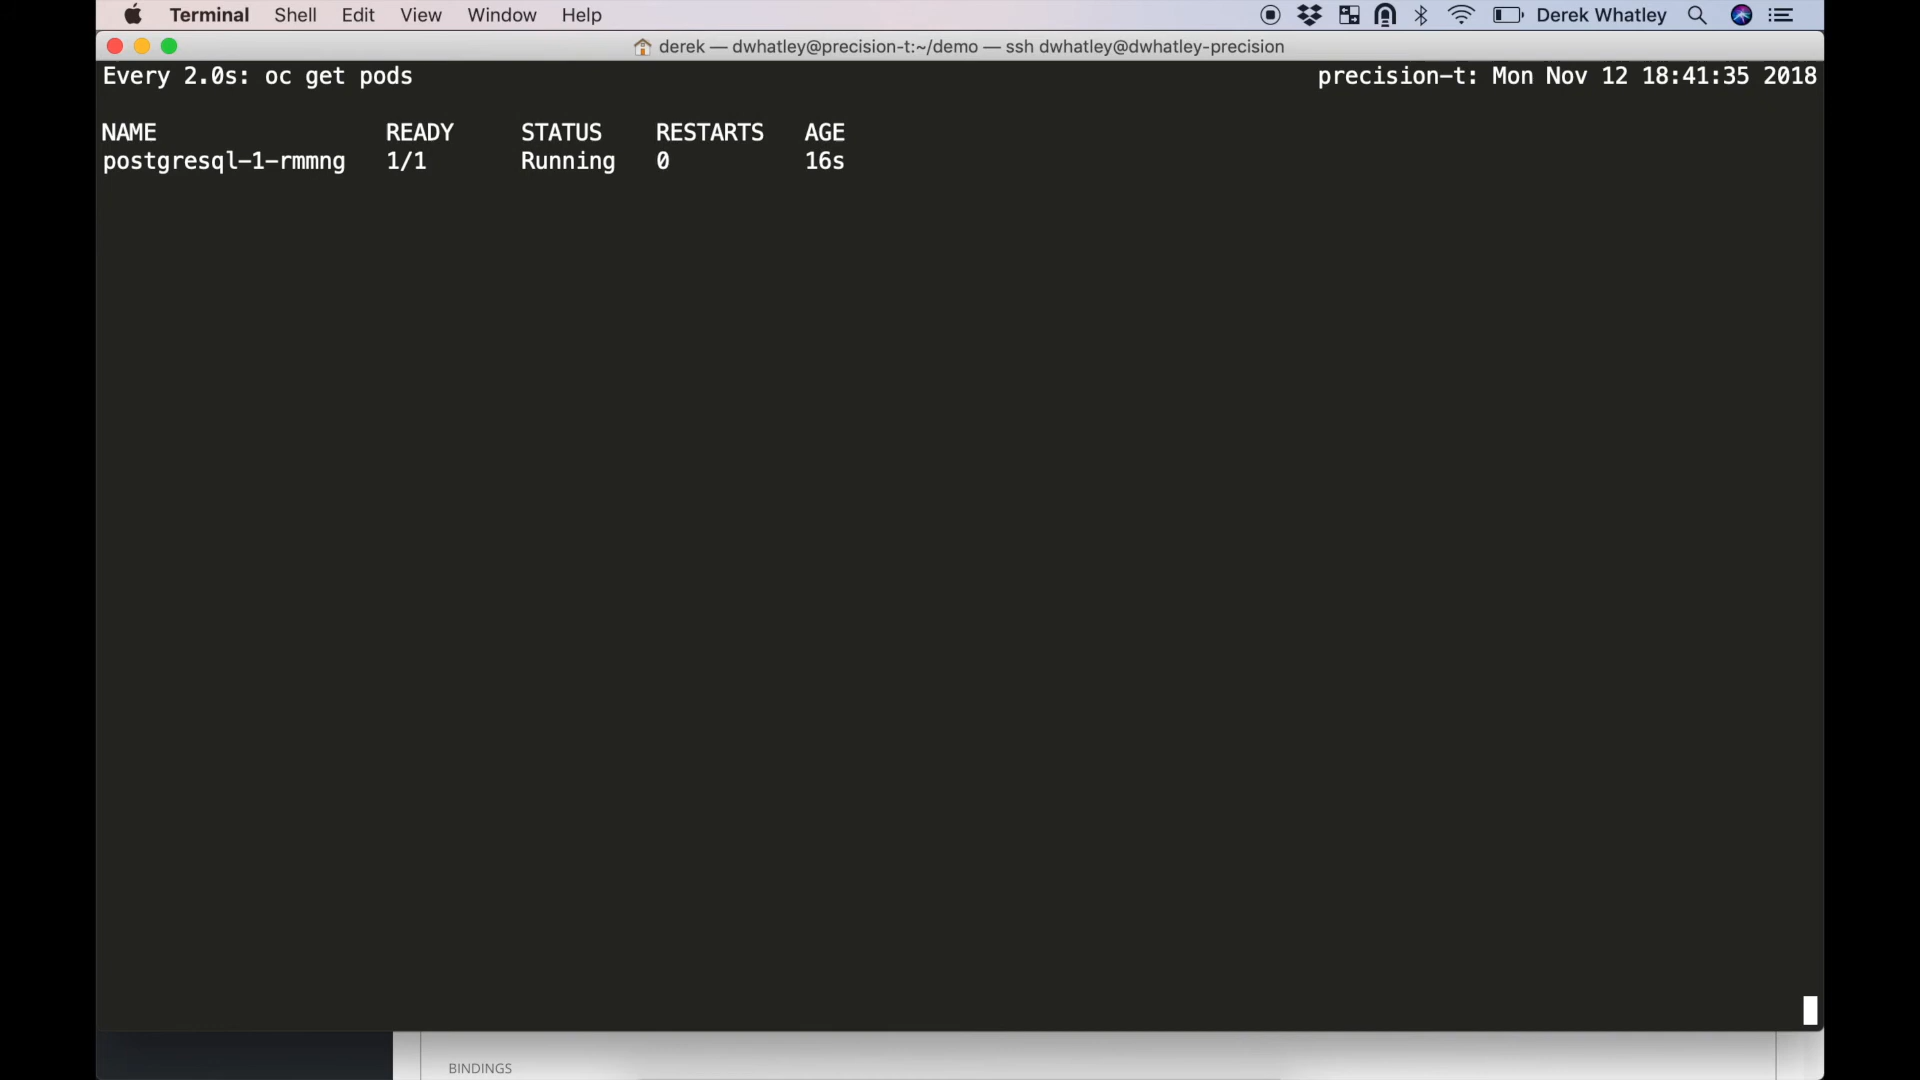 Terminal Shell Edit View Window Help Derek Whatley
derek — dwhatley@precision-t:~/demo — ssh dwhatley@dwhatley-precision
Every 2.0s: oc get pods precision-t: Mon Nov 12 18:41:35 2018
NAME READY STATUS RESTARTS AGE
postgresql-1-rmmng 1/1 Running 0 16s
BINDINGS